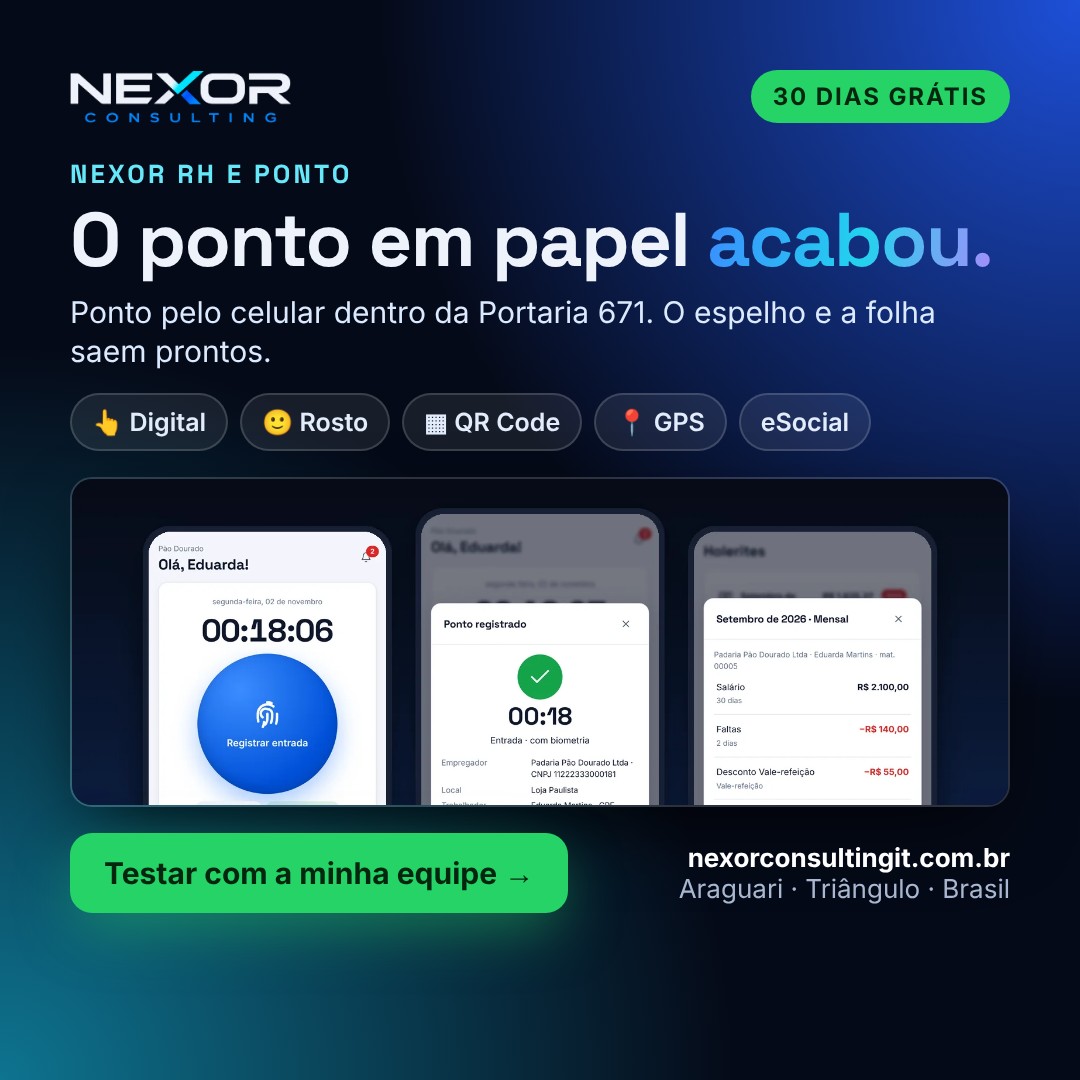 NEXOR
CONSULTING
30 DIAS GRÁTIS
NEXOR RH E PONTO
O ponto em papel acabou.
Ponto pelo celular dentro da Portaria 671. O espelho e a folha
saem prontos.
👆 Digital
🙂 Rosto
▦ QR Code
📍 GPS
eSocial
Pão Dourado
Olá, Eduarda!
2
segunda-feira, 02 de novembro
00:18:06
Registrar entrada
Olá, Eduarda!
Ponto registrado
00:18
Entrada · com biometria
Empregador
Padaria Pão Dourado Ltda ·
CNPJ 11222333000181
Local
Loja Paulista
Holerites
Setembro de 2026 · Mensal
Padaria Pão Dourado Ltda · Eduarda Martins · mat.
00005
Salário
R$ 2.100,00
30 dias
Faltas
−R$ 140,00
2 dias
Desconto Vale-refeição
−R$ 55,00
Vale-refeição
Testar com a minha equipe →
nexorconsultingit.com.br
Araguari · Triângulo · Brasil